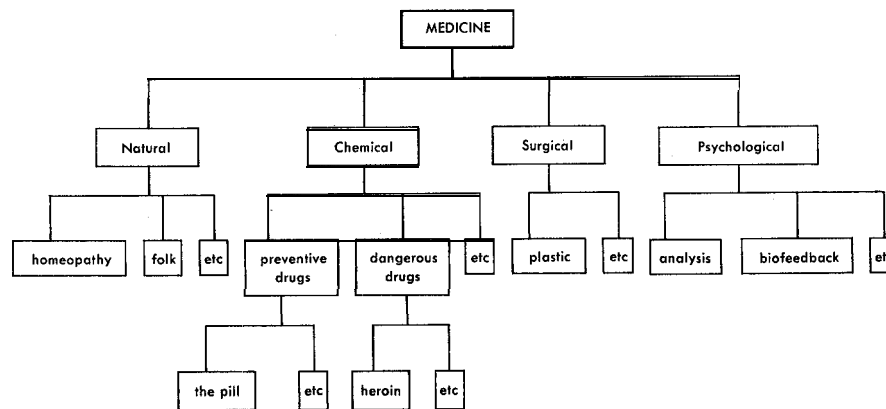 MEDICINE
Natural
Chemical
Surgical
Psychological
homeopathy
folk
etc
preventive
drugs
dangerous
drugs
etc
plastic
etc
analysis
biofeedback
et
the pill
etc
heroin
etc